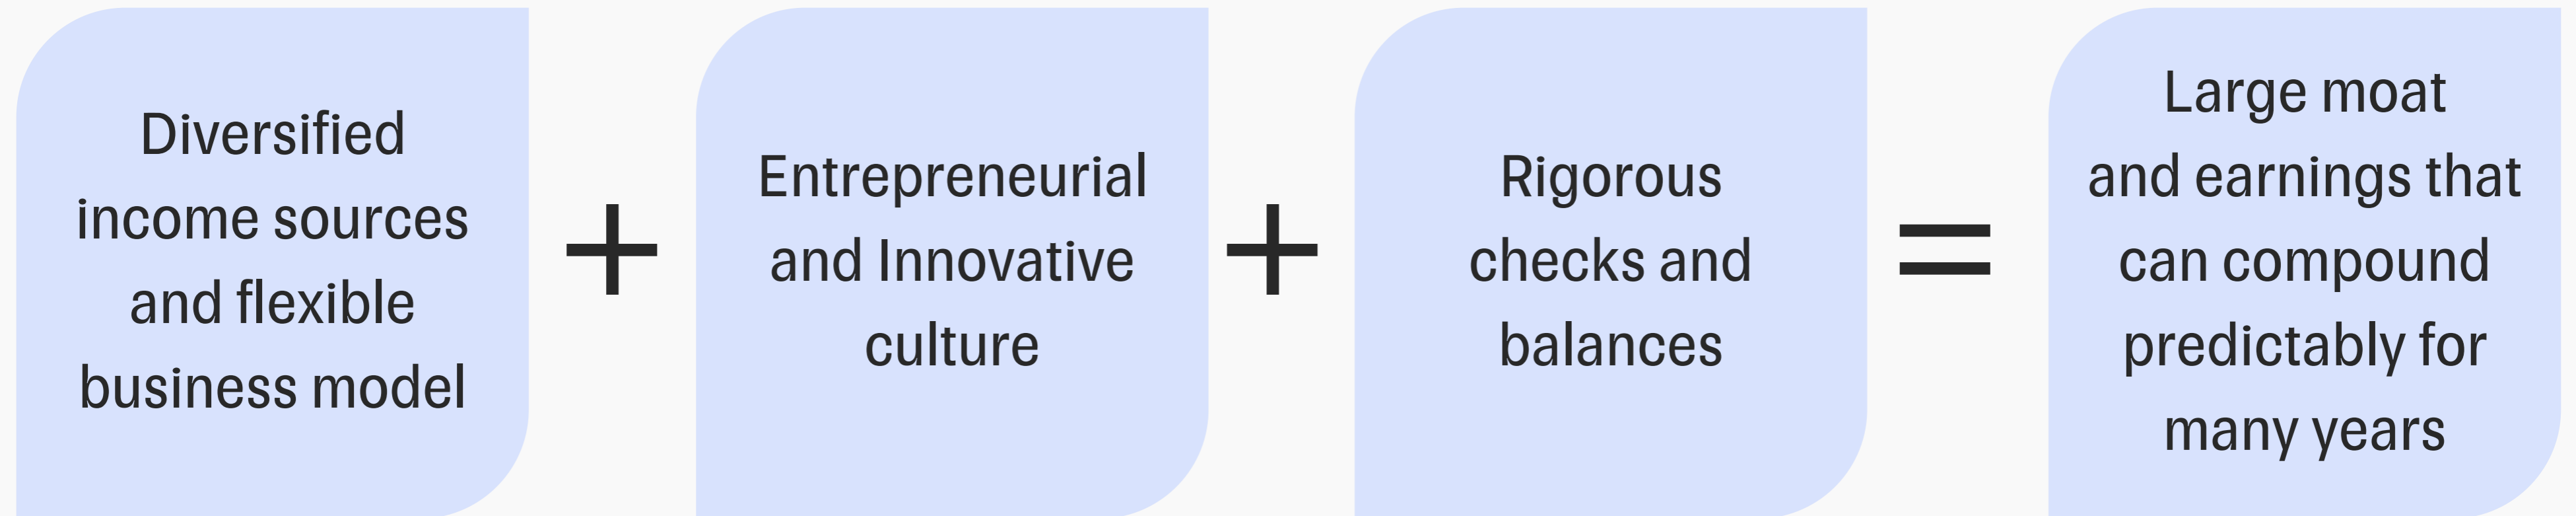 Diversified
income sources
and flexible
business model
+
Entrepreneurial
and Innovative
culture
+
Rigorous
checks and
balances
=
Large moat
and earnings that
can compound
predictably for
many years